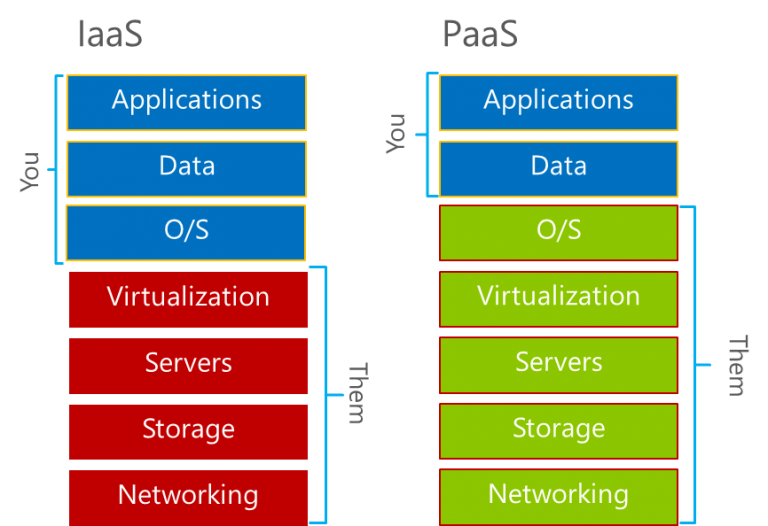 IaaS
You
Applications
Data
O/S
Virtualization
Servers
Storage
Networking
Them
PaaS
You
Applications
Data
O/S
Virtualization
Servers
Storage
Networking
Them